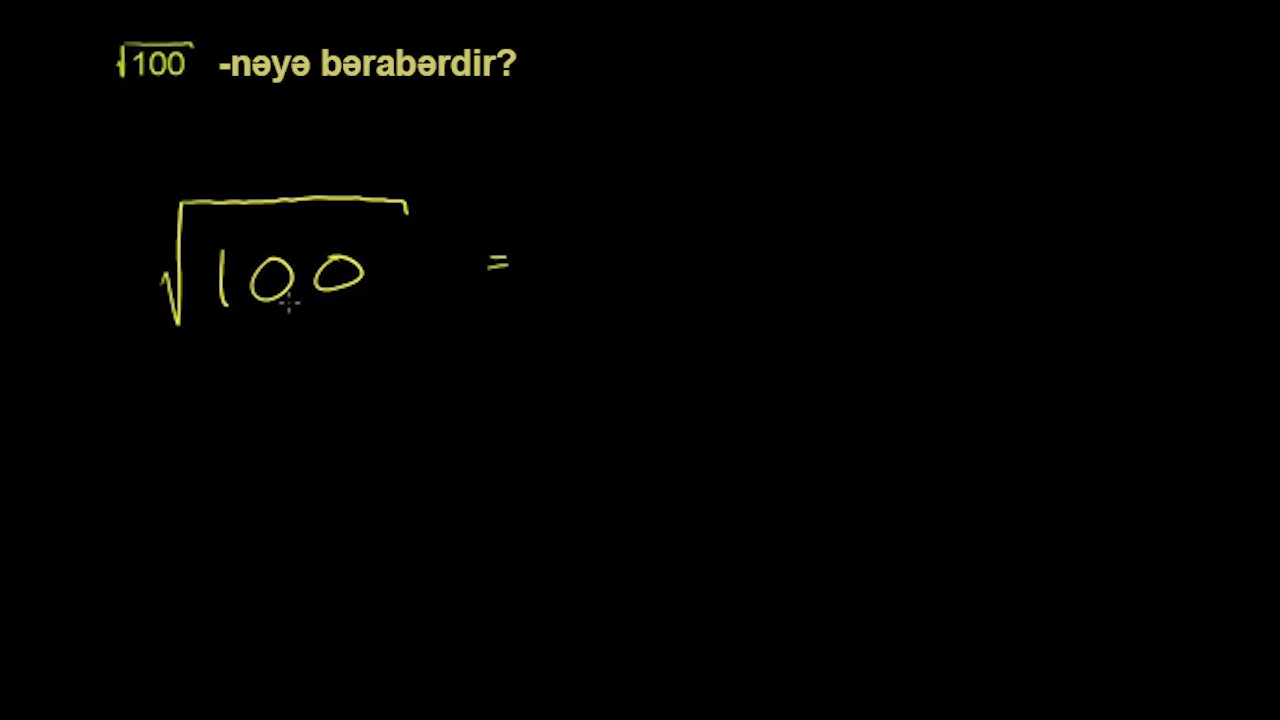 √100 -nəyə bərabərdir?
√100 =